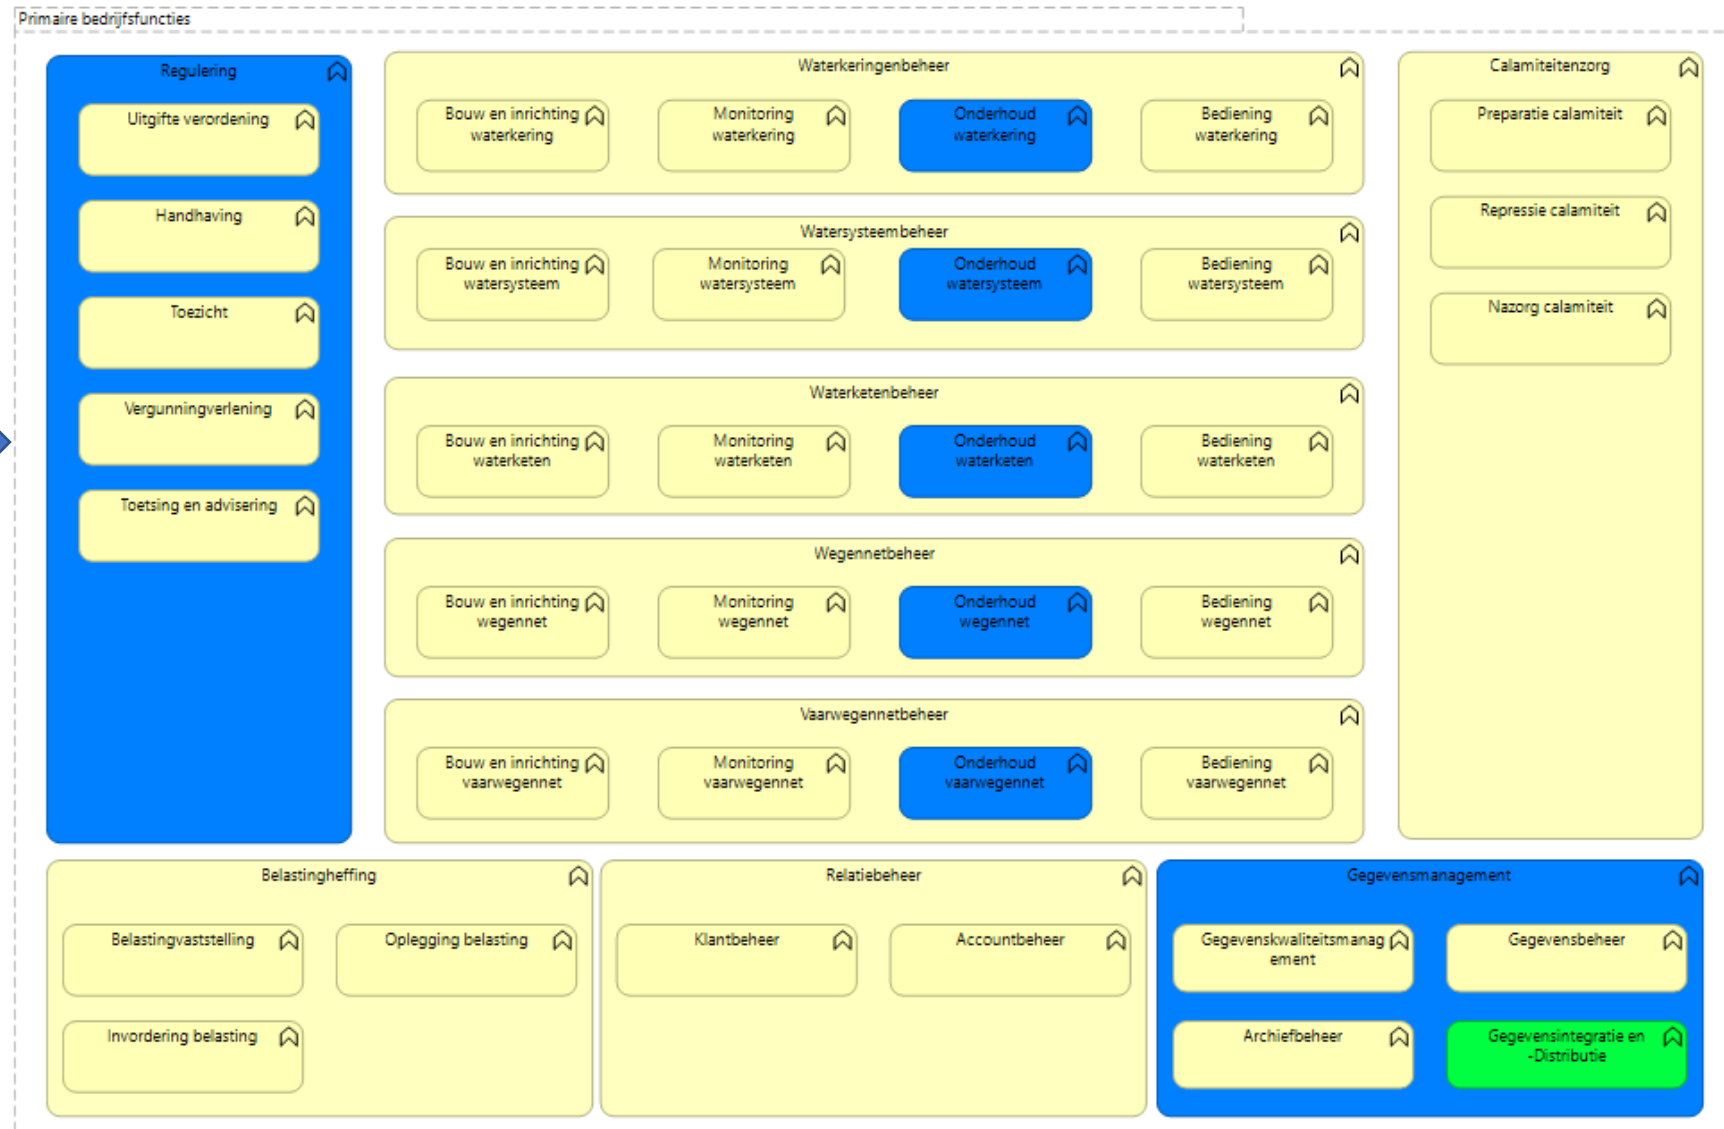 Primaire bedrijfsfuncties
Regulering
Uitgifte verordening
Handhaving
Toezicht
Vergunningverlening
Toetsing en advisering
Waterkeringenbeheer
Bouw en inrichting
waterkering
Monitoring
waterkering
Onderhoud
waterkering
Bediening
waterkering
Watersysteembeheer
Bouw en inrichting
watersysteem
Monitoring
watersysteem
Onderhoud
watersysteem
Bediening
watersysteem
Waterketenbeheer
Bouw en inrichting
waterketen
Monitoring
waterketen
Onderhoud
waterketen
Bediening
waterketen
Wegennetbeheer
Bouw en inrichting
wegennet
Monitoring
wegennet
Onderhoud
wegennet
Bediening
wegennet
Vaarwegennetbeheer
Bouw en inrichting
vaarwegennet
Monitoring
vaarwegennet
Onderhoud
vaarwegennet
Bediening
vaarwegennet
Calamiteitenzorg
Preparatie calamiteit
Repressie calamiteit
Nazorg calamiteit
Belastingheffing
Belastingvaststelling
Oplegging belasting
Invordering belasting
Relatiebeheer
Klantbeheer
Accountbeheer
Gegevensmanagement
Gegevenskwaliteitsmanag
ement
Gegevensbeheer
Archiefbeheer
Gegevensintegratie en
-Distributie